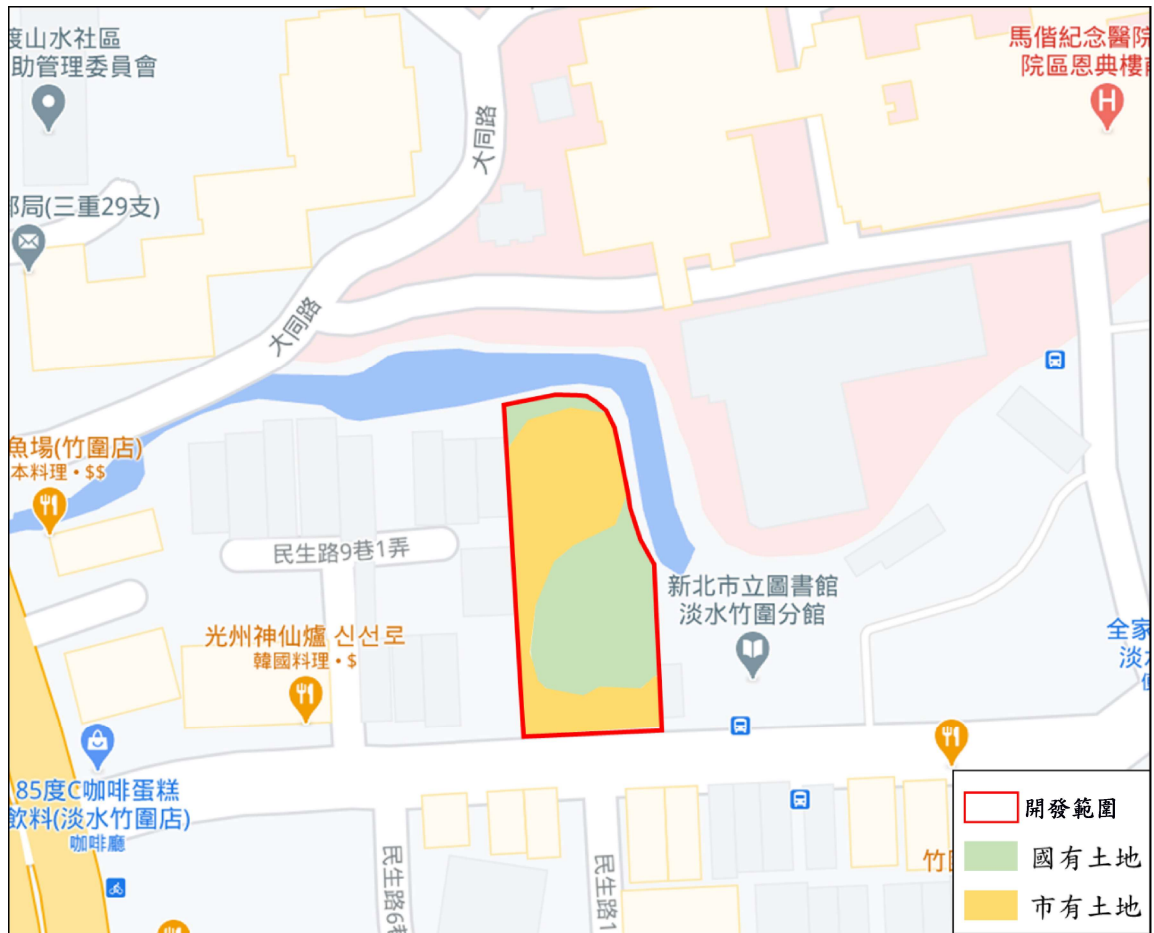 渡山水社區
助管理委員會
馬偕紀念醫院
院區恩典樓
大同路
局(三重29支)
大同路
魚場(竹圍店)
本料理・$$
民生路9巷1弄
新北市立圖書館
淡水竹圍分館
光州神仙爐 신선로
韓國料理・$
全家
淡水
85度C咖啡蛋糕
飲料(淡水竹圍店)
咖啡廳
民生路6巷
民生路1
竹圍
開發範圍
國有土地
市有土地